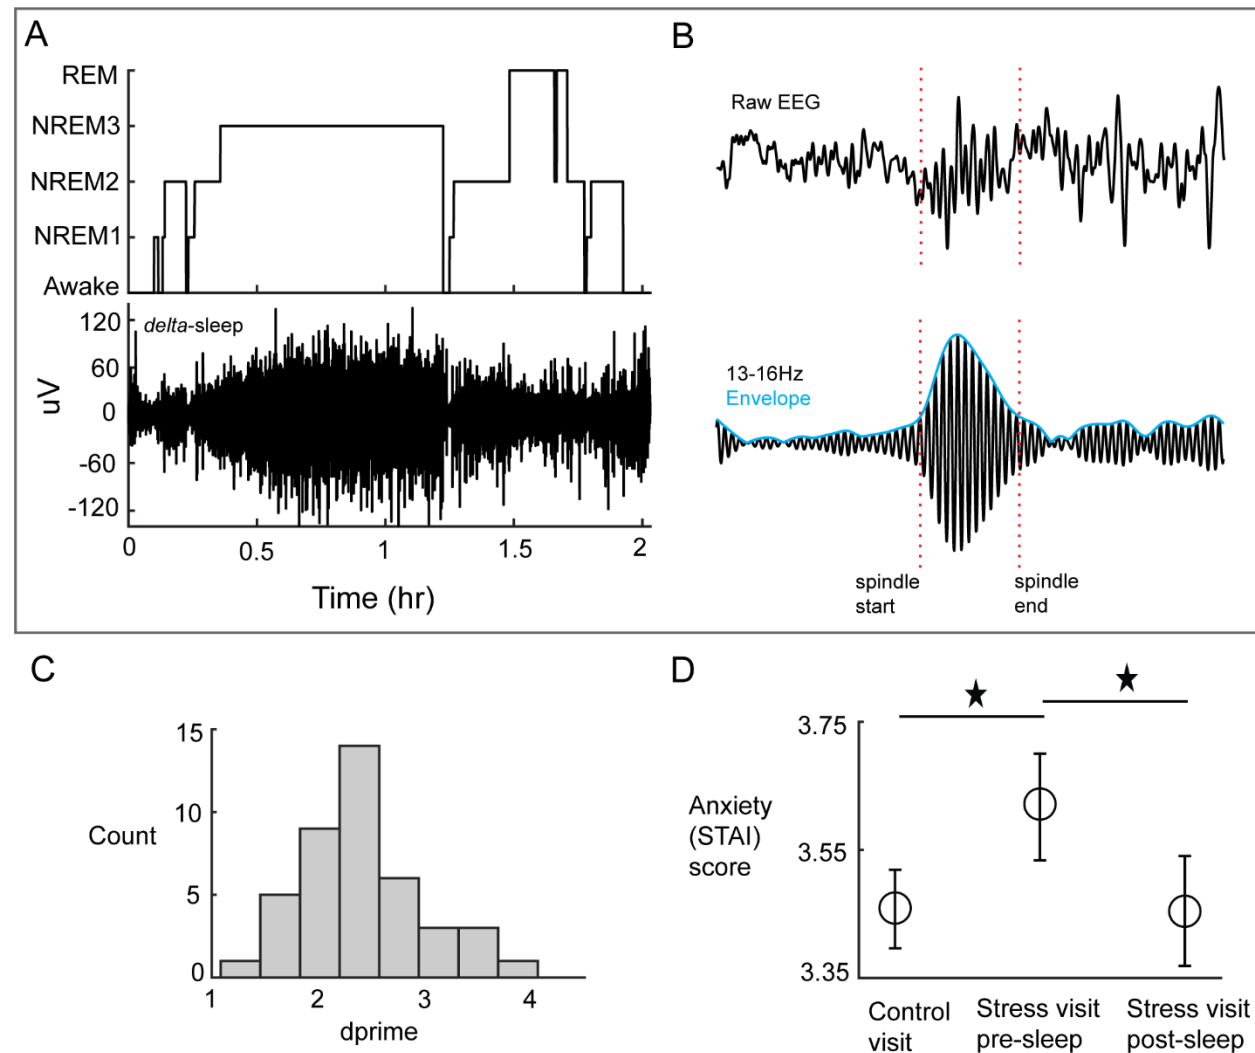 A
REM
NREM3
NREM2
NREM1
Awake
delta-sleep
uV
120
60
0
-60
-120
0
0.5
1
1.5
2
Time (hr)
B
Raw EEG
13-16Hz
Envelope
spindle
start
spindle
end
C
Count
15
10
5
0
1
2
3
4
dprime
D
Anxiety
(STAI)
score
3.75
3.55
3.35
Control
visit
Stress visit
pre-sleep
Stress visit
post-sleep